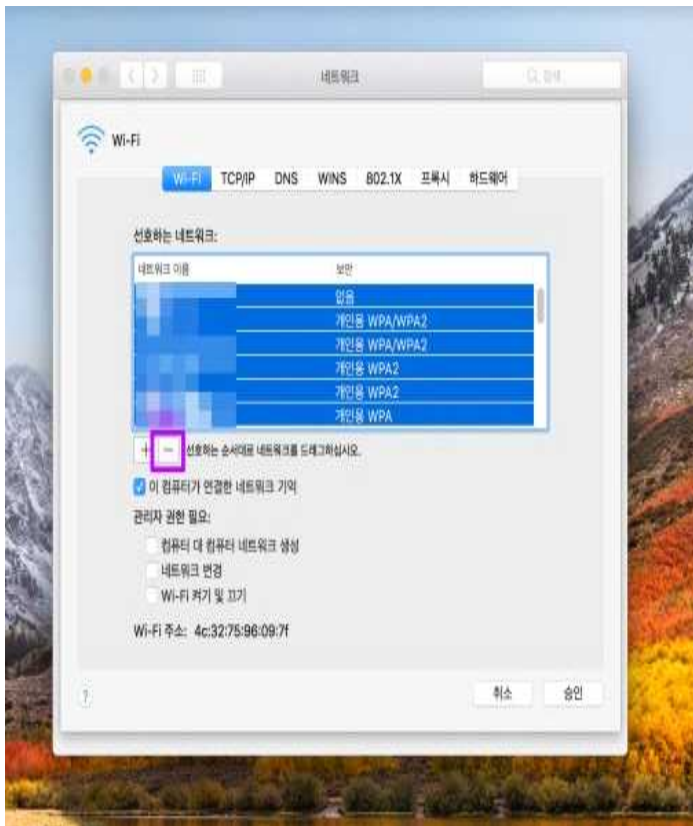 네트워크
검색
Wi-Fi
Wi-Fi TCP/IP DNS WINS 802.1X 프록시 하드웨어
선호하는 네트워크:
네트워크 이름 보안
없음
개인용 WPA/WPA2
개인용 WPA/WPA2
개인용 WPA2
개인용 WPA2
개인용 WPA
+ − 선호하는 순서대로 네트워크를 드래그하십시오.
이 컴퓨터가 연결한 네트워크 기억
관리자 권한 필요:
컴퓨터 대 컴퓨터 네트워크 생성
네트워크 변경
Wi-Fi 켜기 및 끄기
Wi-Fi 주소: 4c:32:75:96:09:7f
? 취소 승인